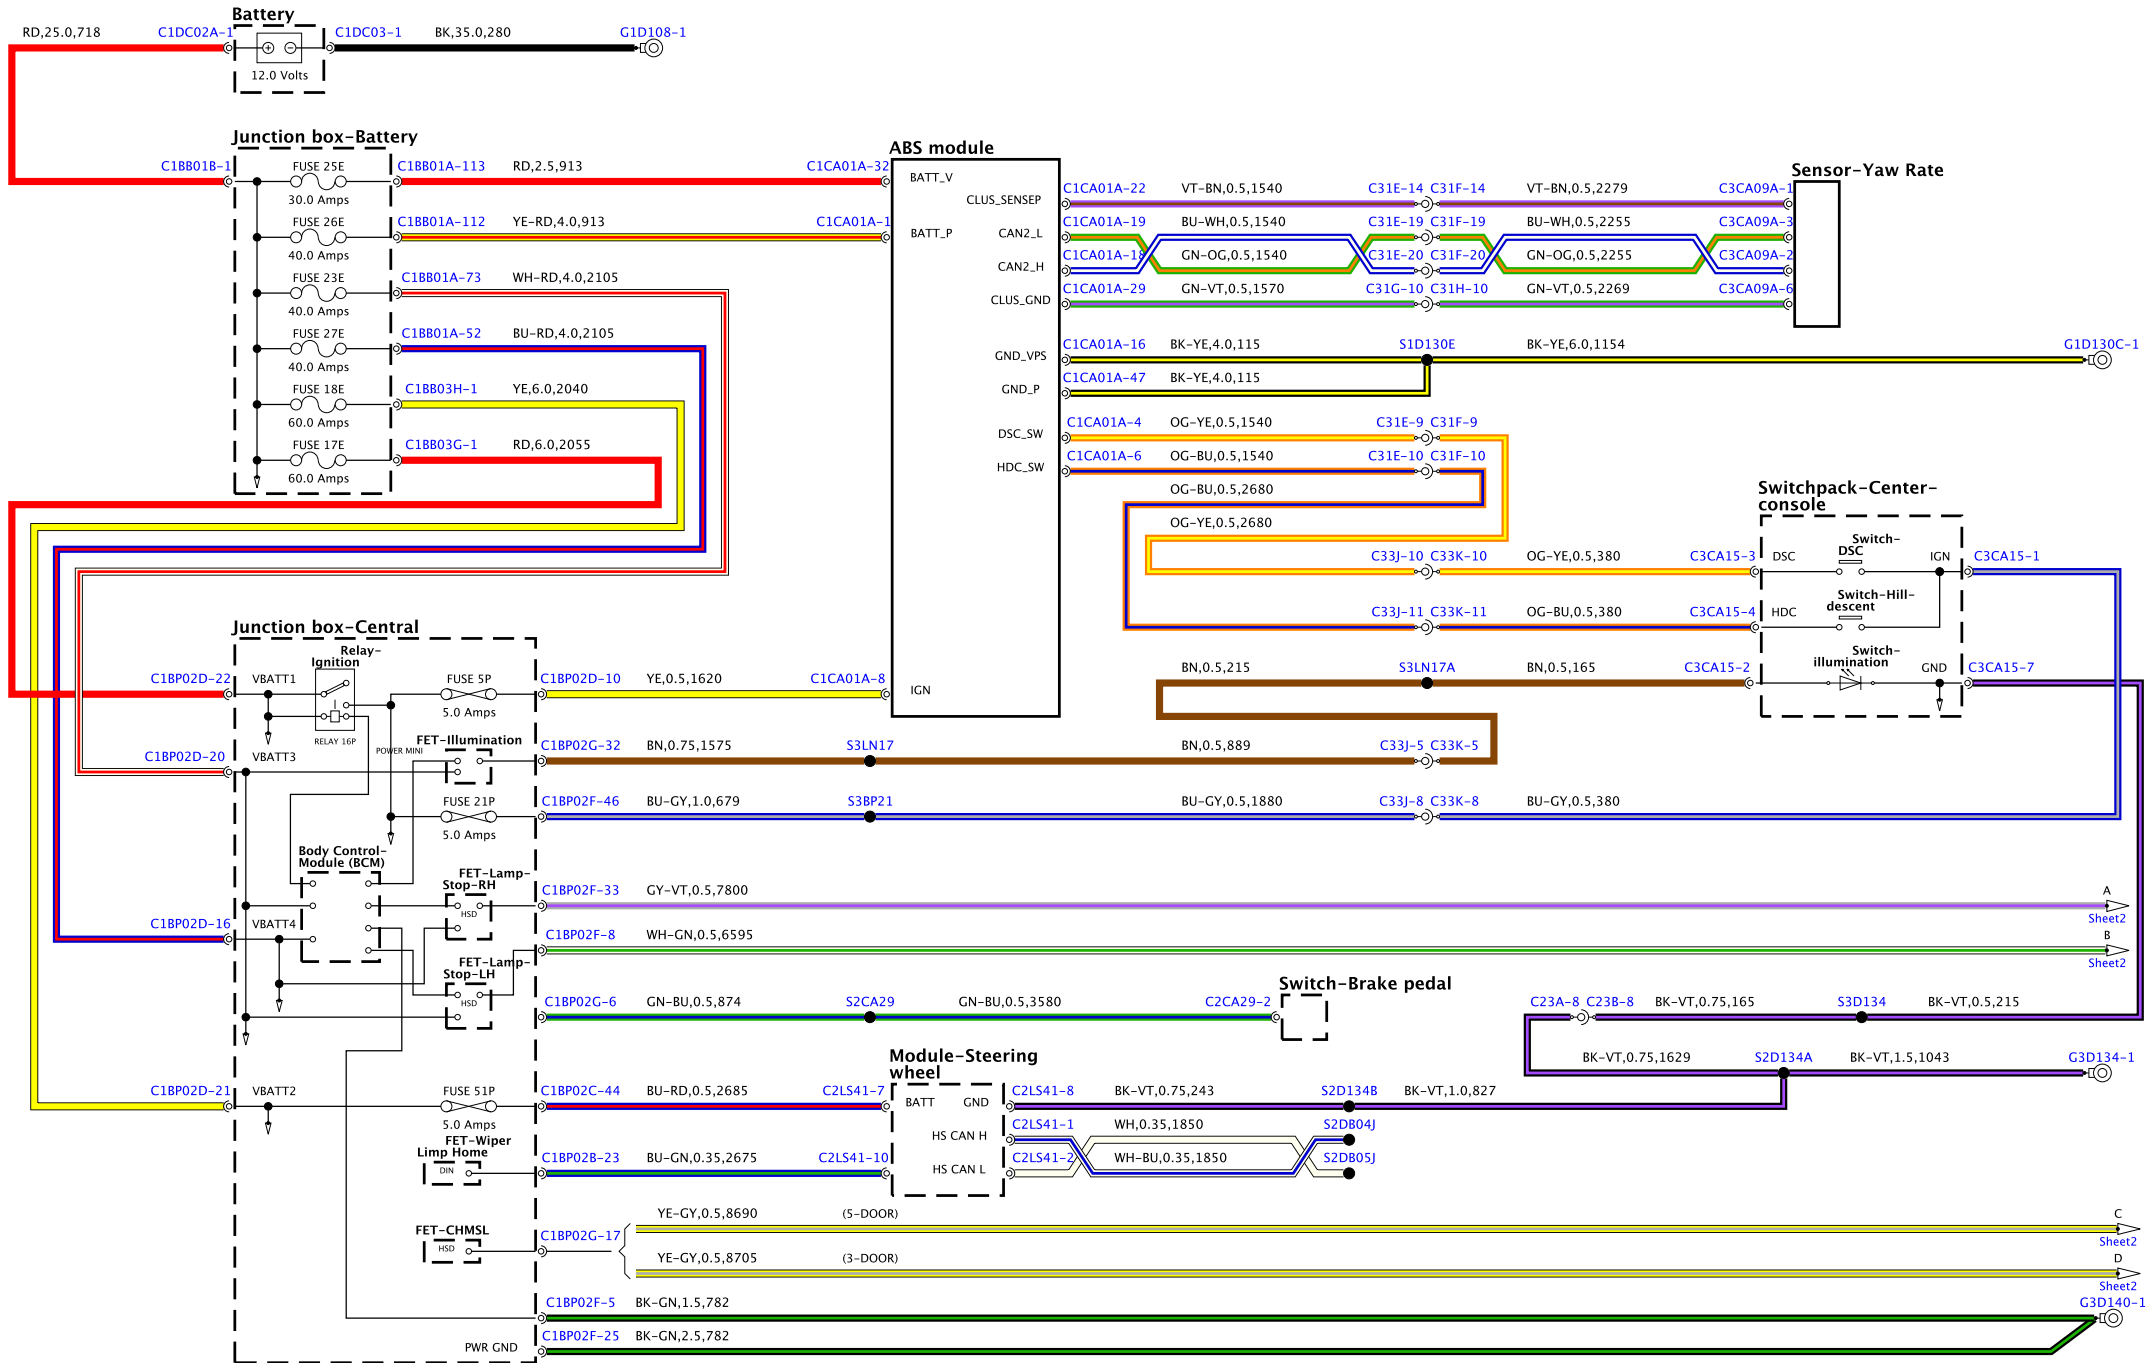 Battery
RD,25.0,718
C1DC02A-1
C1DC03-1
BK,35.0,280
G1D108-1
12.0 Volts
Junction box-Battery
C1BB01B-1
FUSE 25E
30.0 Amps
C1BB01A-113
RD,2.5,913
C1CA01A-32
FUSE 26E
40.0 Amps
C1BB01A-112
YE-RD,4.0,913
C1CA01A-1
FUSE 23E
40.0 Amps
C1BB01A-73
WH-RD,4.0,2105
FUSE 27E
40.0 Amps
C1BB01A-52
BU-RD,4.0,2105
FUSE 18E
60.0 Amps
C1BB03H-1
YE,6.0,2040
FUSE 17E
60.0 Amps
C1BB03G-1
RD,6.0,2055
ABS module
BATT_V
BATT_P
CLUS_SENSEP
CAN2_L
CAN2_H
CLUS_GND
GND_VPS
GND_P
DSC_SW
HDC_SW
IGN
Sensor-Yaw Rate
C1CA01A-22
VT-BN,0.5,1540
C31E-14
C31F-14
VT-BN,0.5,2279
C3CA09A-1
C1CA01A-19
BU-WH,0.5,1540
C31E-19
C31F-19
BU-WH,0.5,2255
C3CA09A-3
C1CA01A-18
GN-OG,0.5,1540
C31E-20
C31F-20
GN-OG,0.5,2255
C3CA09A-2
C1CA01A-29
GN-VT,0.5,1570
C31G-10
C31H-10
GN-VT,0.5,2269
C3CA09A-6
C1CA01A-16
BK-YE,4.0,115
S1D130E
BK-YE,6.0,1154
G1D130C-1
C1CA01A-47
BK-YE,4.0,115
C1CA01A-4
OG-YE,0.5,1540
C31E-9
C31F-9
C1CA01A-6
OG-BU,0.5,1540
C31E-10
C31F-10
OG-BU,0.5,2680
OG-YE,0.5,2680
C33J-10
C33K-10
OG-YE,0.5,380
C3CA15-3
C33J-11
C33K-11
OG-BU,0.5,380
C3CA15-4
Switchpack-Center-
console
DSC
Switch-
DSC
IGN
C3CA15-1
HDC
Switch-Hill-
descent
Switch-
illumination
GND
C3CA15-7
BN,0.5,215
S3LN17A
BN,0.5,165
C3CA15-2
Junction box-Central
Relay-
Ignition
C1BP02D-22
VBATT1
FUSE 5P
5.0 Amps
RELAY 16P
POWER MINI
C1BP02D-10
YE,0.5,1620
C1CA01A-8
C1BP02D-20
VBATT3
FET-Illumination
C1BP02G-32
BN,0.75,1575
S3LN17
BN,0.5,889
C33J-5
C33K-5
FUSE 21P
5.0 Amps
C1BP02F-46
BU-GY,1.0,679
S3BP21
BU-GY,0.5,1880
C33J-8
C33K-8
BU-GY,0.5,380
Body Control-
Module (BCM)
FET-Lamp-
Stop-RH
HSD
C1BP02F-33
GY-VT,0.5,7800
A
Sheet2
C1BP02D-16
VBATT4
C1BP02F-8
WH-GN,0.5,6595
B
Sheet2
FET-Lamp-
Stop-LH
HSD
C1BP02G-6
GN-BU,0.5,874
S2CA29
GN-BU,0.5,3580
C2CA29-2
Switch-Brake pedal
C23A-8
C23B-8
BK-VT,0.75,165
S3D134
BK-VT,0.5,215
BK-VT,0.75,1629
S2D134A
BK-VT,1.5,1043
G3D134-1
Module-Steering
wheel
C1BP02D-21
VBATT2
FUSE 51P
5.0 Amps
C1BP02C-44
BU-RD,0.5,2685
C2LS41-7
BATT
GND
C2LS41-8
BK-VT,0.75,243
S2D134B
BK-VT,1.0,827
HS CAN H
C2LS41-1
WH,0.35,1850
S2DB04J
HS CAN L
C2LS41-2
WH-BU,0.35,1850
S2DB05J
FET-Wiper
Limp Home
DIN
C1BP02B-23
BU-GN,0.35,2675
C2LS41-10
FET-CHMSL
HSD
C1BP02G-17
YE-GY,0.5,8690
(5-DOOR)
C
Sheet2
YE-GY,0.5,8705
(3-DOOR)
D
Sheet2
C1BP02F-5
BK-GN,1.5,782
G3D140-1
PWR GND
C1BP02F-25
BK-GN,2.5,782